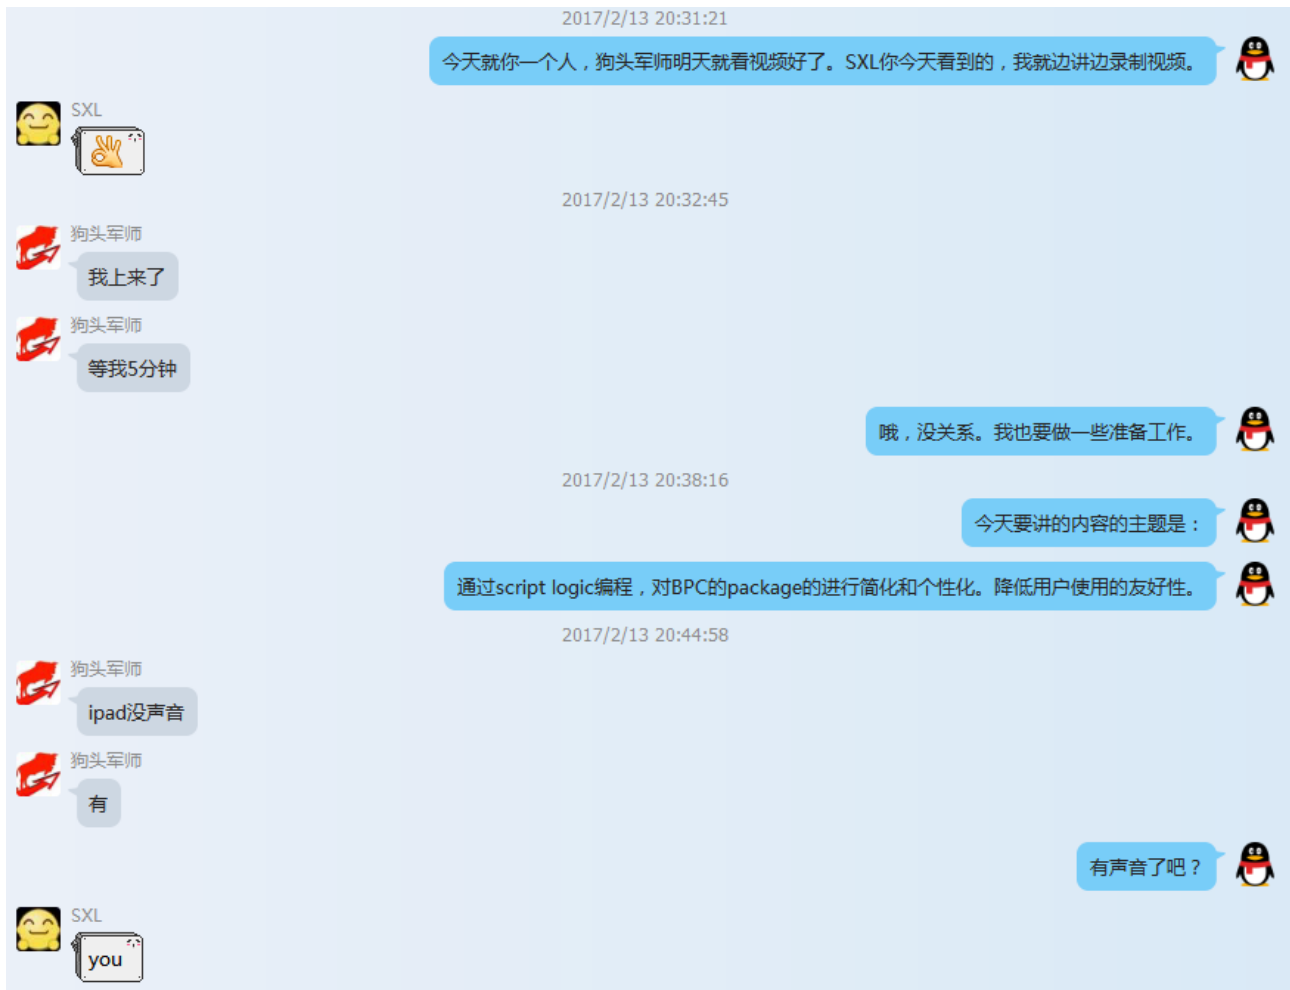 2017/2/13 20:31:21
今天就你一个人，狗头军师明天就看视频好了。SXL你今天看到的，我就边讲边录制视频。
SXL
2017/2/13 20:32:45
狗头军师
我上来了
狗头军师
等我5分钟
哦，没关系。我也要做一些准备工作。
2017/2/13 20:38:16
今天要讲的内容的主题是：
通过script logic编程，对BPC的package的进行简化和个性化。降低用户使用的友好性。
2017/2/13 20:44:58
狗头军师
ipad没声音
狗头军师
有
有声音了吧？
SXL
you